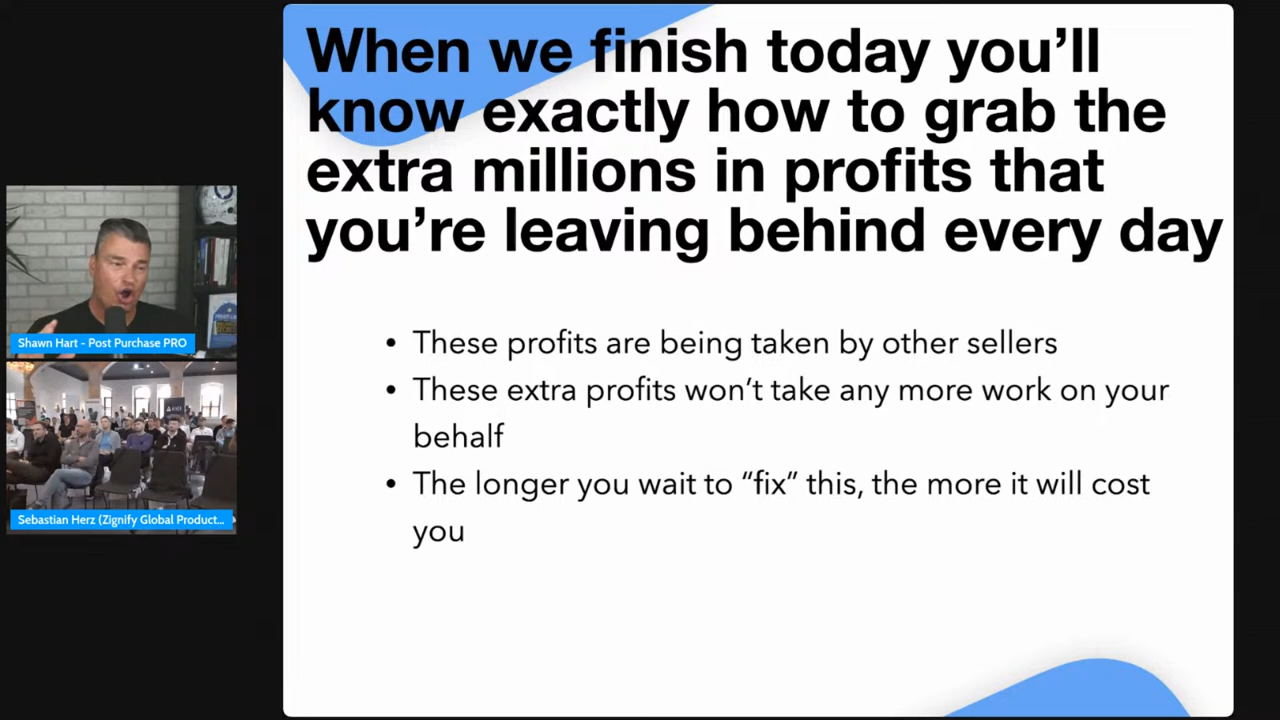 When we finish today you’ll
know exactly how to grab the
extra millions in profits that
you’re leaving behind every day
• These profits are being taken by other sellers
• These extra profits won’t take any more work on your
behalf
• The longer you wait to “fix” this, the more it will cost
you
Shawn Hart - Post Purchase PRO
Sebastian Herz (Zignify Global Product...